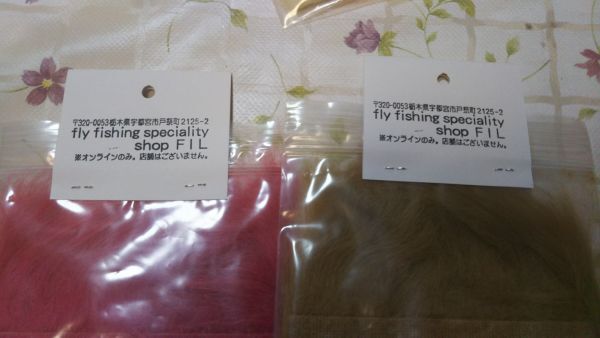 〒320-0053栃木県宇都宮市戸祭町2125-2
fly fishing speciality
shop FIL
※オンラインのみ。店舗はございません。
〒320-0053栃木県宇都宮市戸祭町2125-2
fly fishing speciality
shop FIL
※オンラインのみ。店舗はございません。